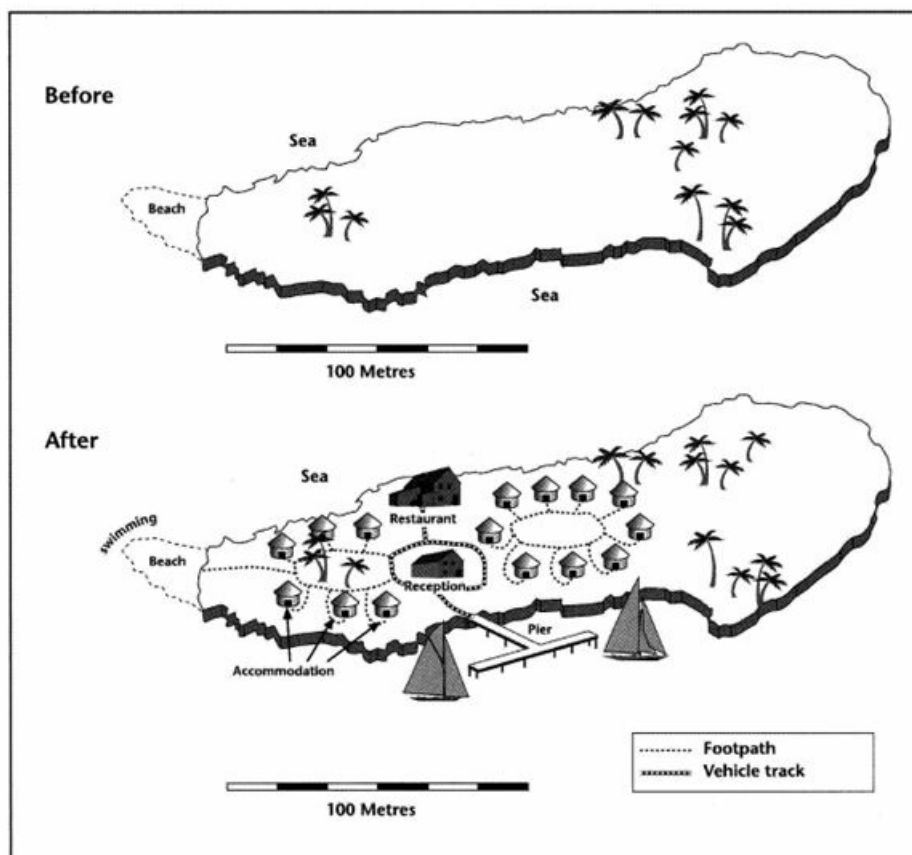 Before
Sea
Beach
Sea
100 Metres
After
Sea
swimming
Restaurant
Beach
Reception
Pier
Accommodation
Footpath
Vehicle track
100 Metres